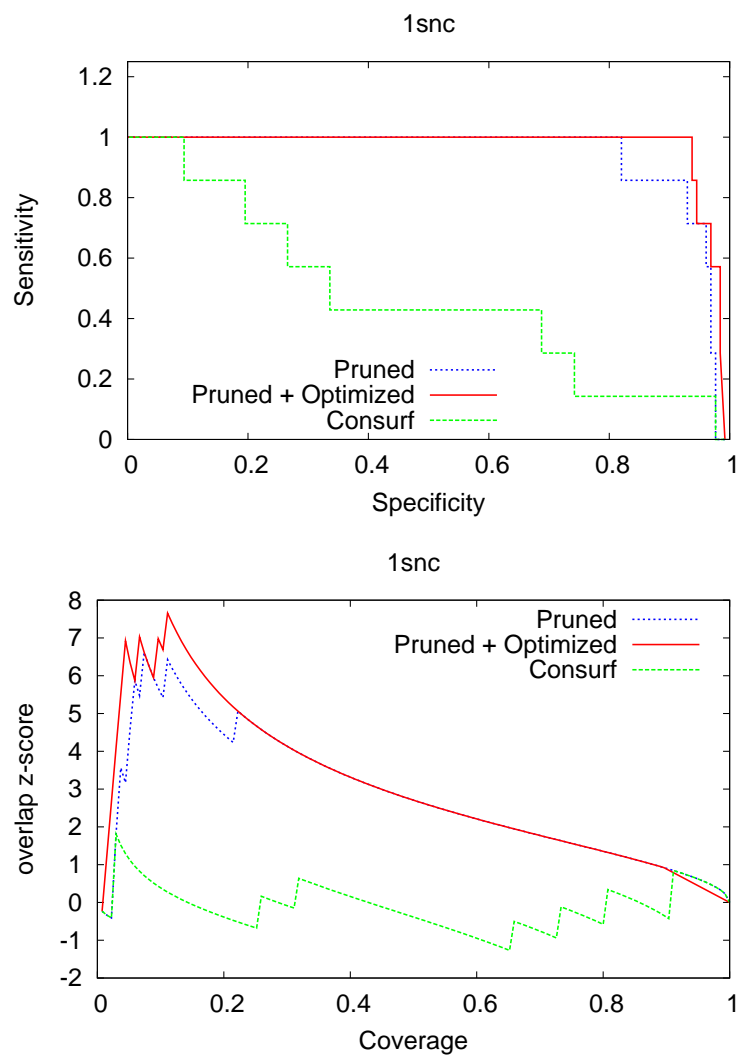 1snc
1.2
1
0.8
0.6
0.4
0.2
0
Sensitivity
Pruned
Pruned + Optimized
Consurf
0 0.2 0.4 0.6 0.8 1
Specificity
1snc
8
7
6
5
4
3
2
1
0
-1
-2
overlap z-score
Pruned
Pruned + Optimized
Consurf
0 0.2 0.4 0.6 0.8 1
Coverage